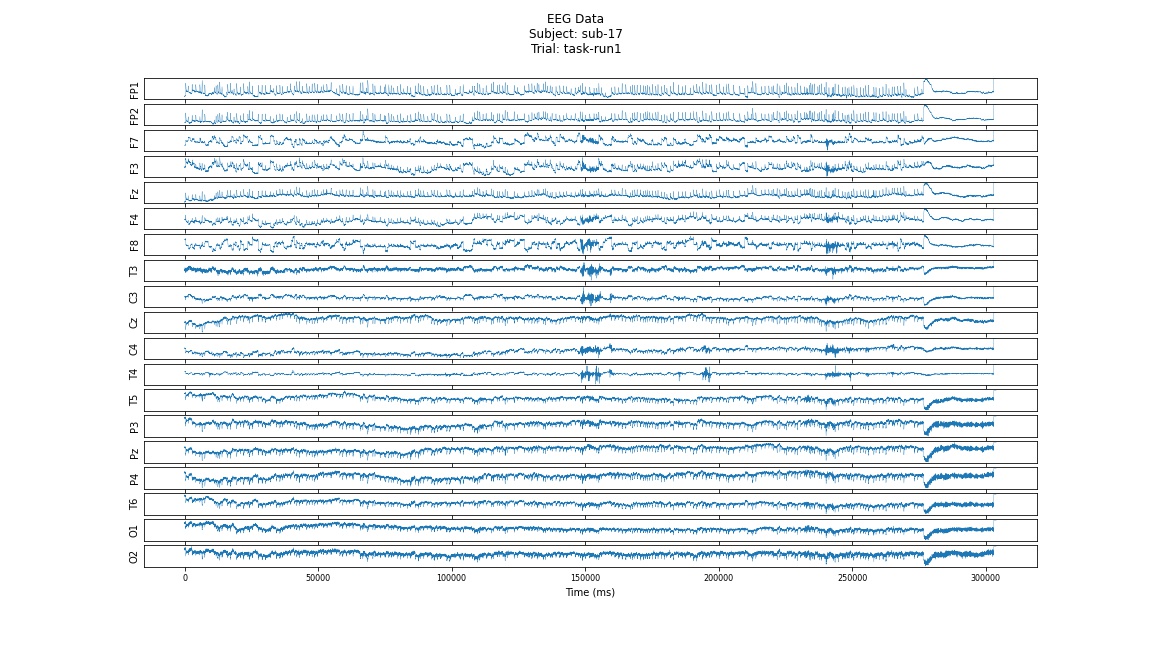 EEG Data
Subject: sub-17
Trial: task-run1
FP1
FP2
F7
F3
Fz
F4
F8
T3
C3
Cz
C4
T4
T5
P3
Pz
P4
T6
O1
O2
0 50000 100000 150000 200000 250000 300000
Time (ms)